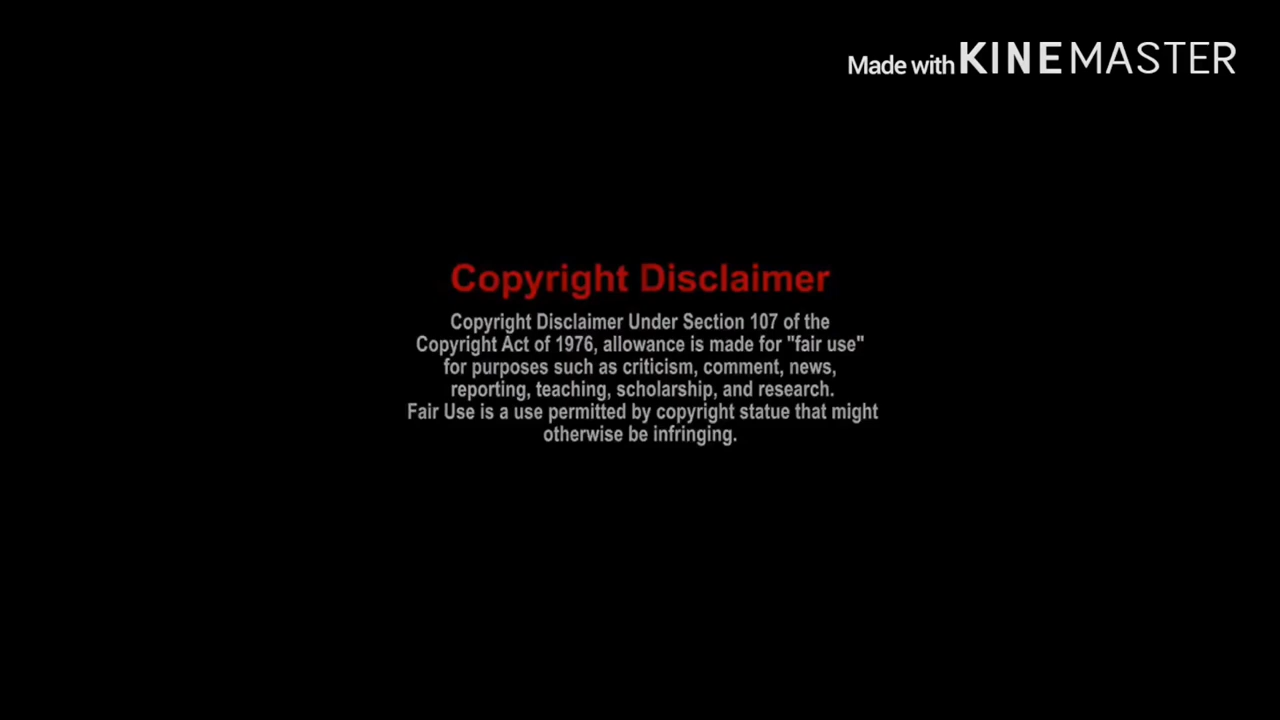 Made with KINEMASTER
Copyright Disclaimer
Copyright Disclaimer Under Section 107 of the
Copyright Act of 1976, allowance is made for "fair use"
for purposes such as criticism, comment, news,
reporting, teaching, scholarship, and research.
Fair Use is a use permitted by copyright statue that might
otherwise be infringing.